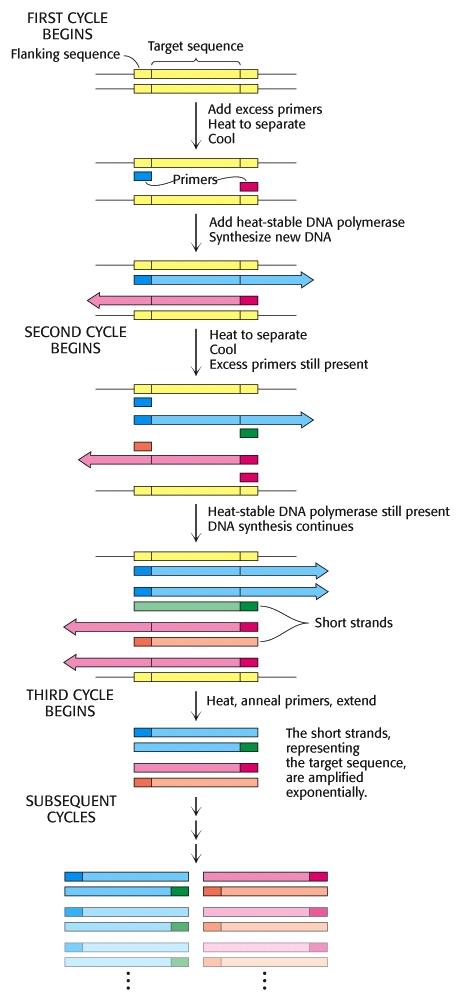 FIRST CYCLE
BEGINS
Target sequence
Flanking sequence
Add excess primers
Heat to separate
Cool
Primers
Add heat-stable DNA polymerase
Synthesize new DNA
SECOND CYCLE
BEGINS
Heat to separate
Cool
Excess primers still present
Heat-stable DNA polymerase still present
DNA synthesis continues
Short strands
THIRD CYCLE
BEGINS
Heat, anneal primers, extend
The short strands,
representing
the target sequence,
are amplified
exponentially.
SUBSEQUENT
CYCLES